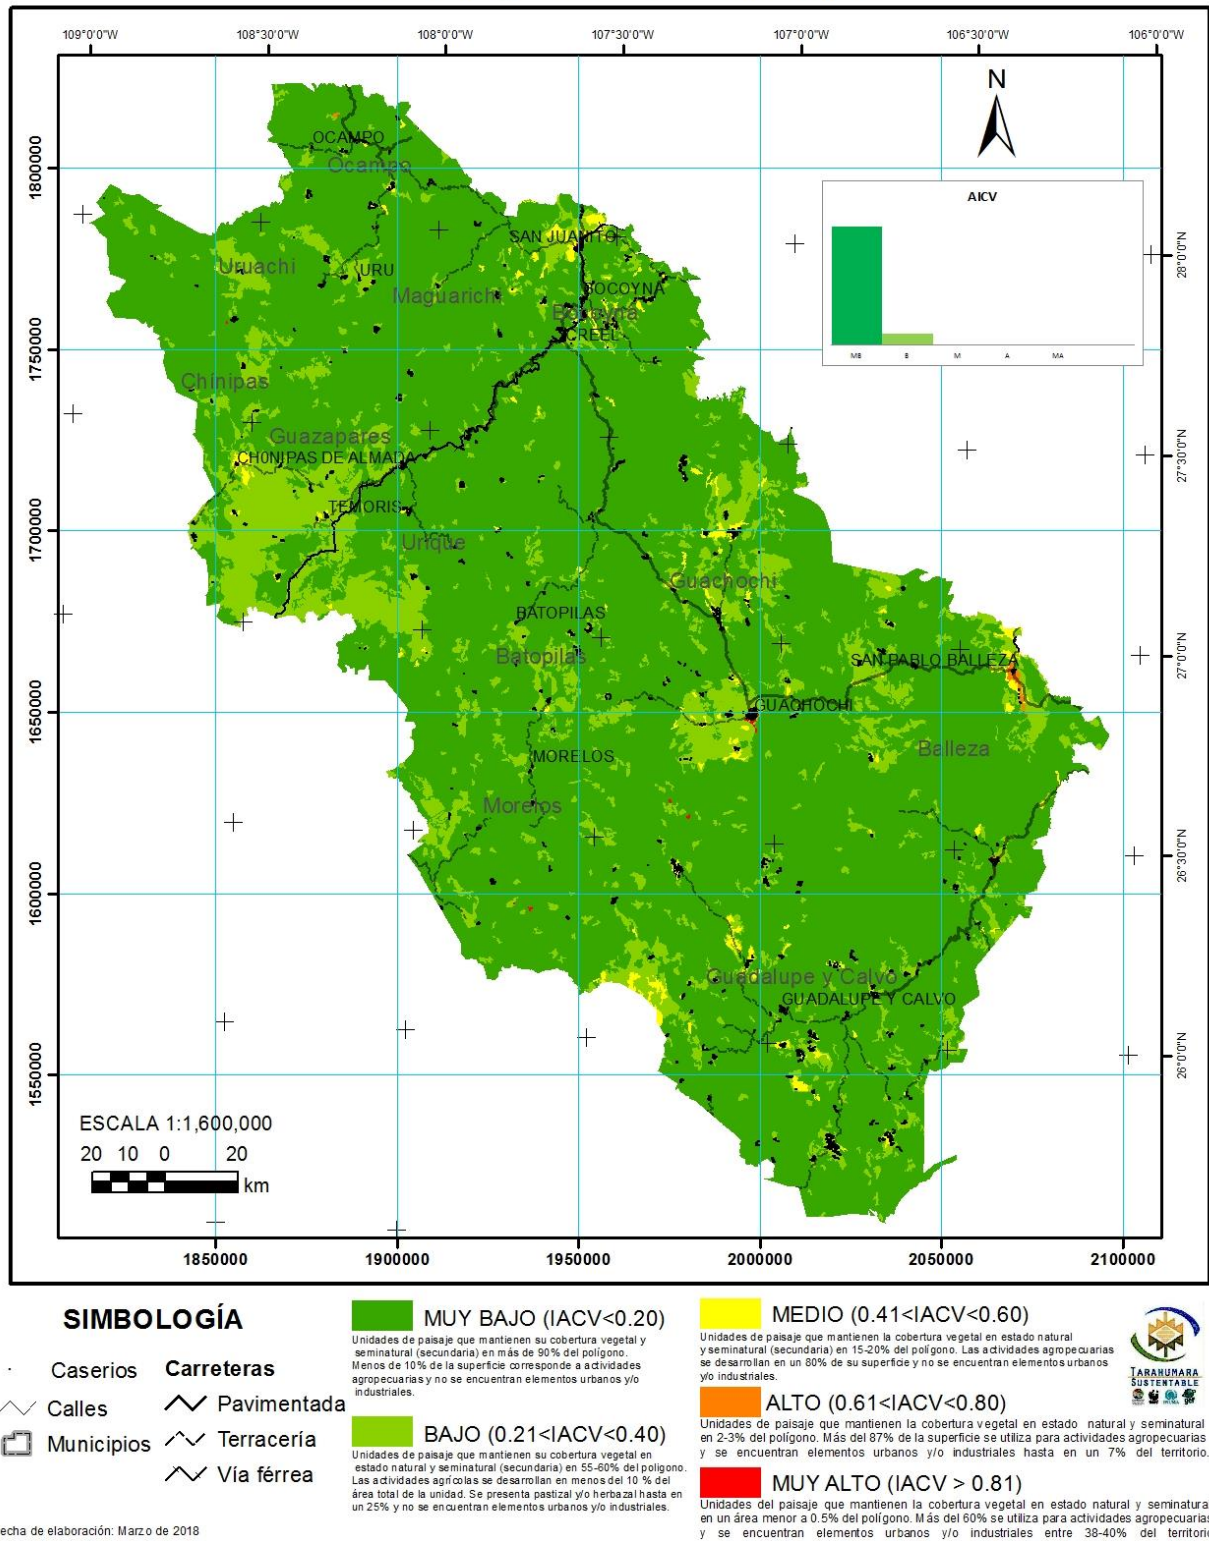 109°0'0"W
108°30'0"W
108°0'0"W
107°30'0"W
107°0'0"W
106°30'0"W
106°0'0"W
N
AICV
MB
B
M
A
MA
1800000
1750000
1700000
1650000
1600000
1550000
28°0'0"N
27°30'0"N
27°0'0"N
26°30'0"N
26°0'0"N
OCAMPO
Ocampo
SAN JUANITO
Uruachi
URU
Maguarichi
BOCOYNA
Bocoyna
CREEL
Chínipas
Guazapares
CH0NIPAS DE ALMADA
TEMORIS
Urique
Guachochi
BATOPILAS
Batopilas
SAN PABLO BALLEZA
GUACHOCHI
Balleza
MORELOS
Morelos
Guadalupe y Calvo
GUADALUPE Y CALVO
ESCALA 1:1,600,000
20 10 0 20
km
1850000
1900000
1950000
2000000
2050000
2100000
SIMBOLOGÍA
Caserios
Calles
Municipios
Carreteras
Pavimentada
Terracería
Vía férrea
MUY BAJO (IACV<0.20)
Unidades de paisaje que mantienen su cobertura vegetal y
seminatural (secundaria) en más de 90% del polígono.
Menos de 10% de la superficie corresponde a actividades
agropecuarias y no se encuentran elementos urbanos y/o
industriales.
BAJO (0.21<IACV<0.40)
Unidades de paisaje que mantienen su cobertura vegetal en
estado natural y seminatural (secundaria) en 55-60% del polígono.
Las actividades agrícolas se desarrollan en menos del 10 % del
área total de la unidad. Se presenta pastizal y/o herbazal hasta en
un 25% y no se encuentran elementos urbanos y/o industriales.
MEDIO (0.41<IACV<0.60)
Unidades de paisaje que mantienen la cobertura vegetal en estado natural
y seminatural (secundaria) en 15-20% del polígono. Las actividades agropecuarias
se desarrollan en un 80% de su superficie y no se encuentran elementos urbanos
y/o industriales.
ALTO (0.61<IACV<0.80)
Unidades de paisaje que mantienen la cobertura vegetal en estado natural y seminatural
en 2-3% del polígono. Más del 87% de la superficie se utiliza para actividades agropecuarias
y se encuentran elementos urbanos y/o industriales hasta en un 7% del territorio.
MUY ALTO (IACV > 0.81)
Unidades del paisaje que mantienen la cobertura vegetal en estado natural y seminatura
en un área menor a 0.5% del polígono. Más del 60% se utiliza para actividades agropecuarias
y se encuentran elementos urbanos y/o industriales entre 38-40% del territori
TARAHUMARA
SUSTENTABLE
echa de elaboración: Marzo de 2018